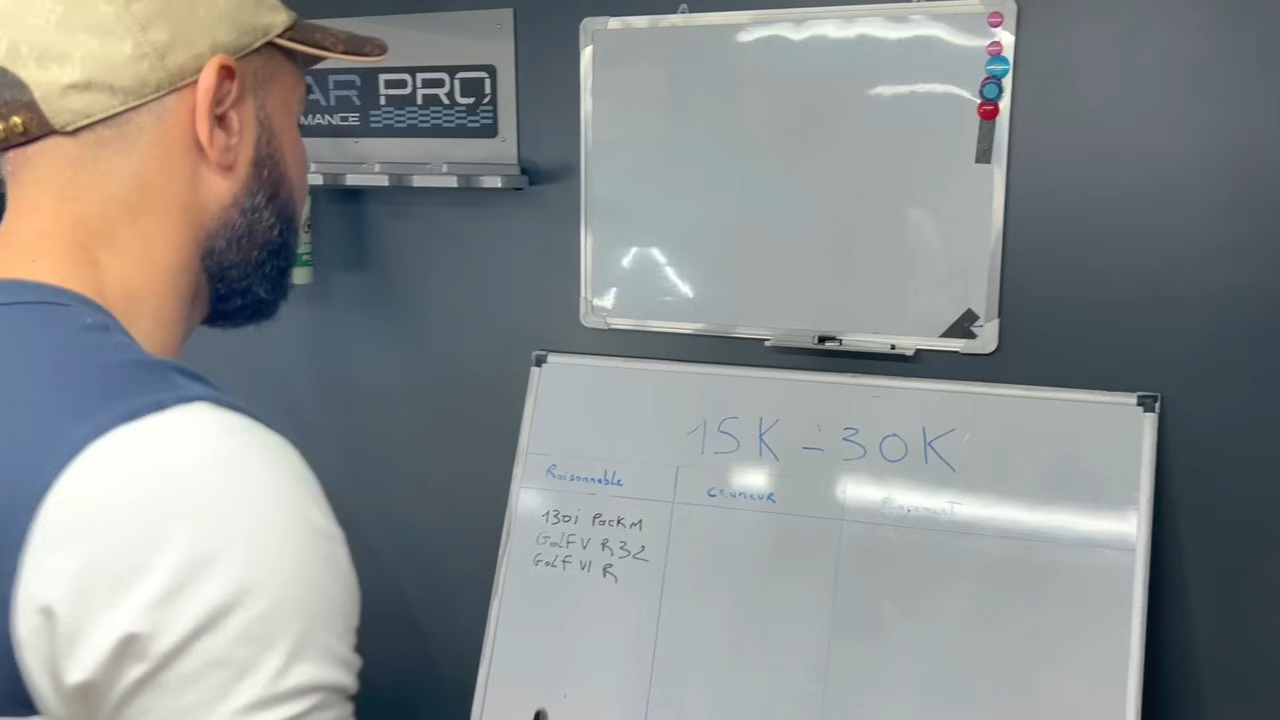 AR PRO
MANCE
15K - 30K
Raisonnable
130i Pack M
Golf V R32
Golf VI R